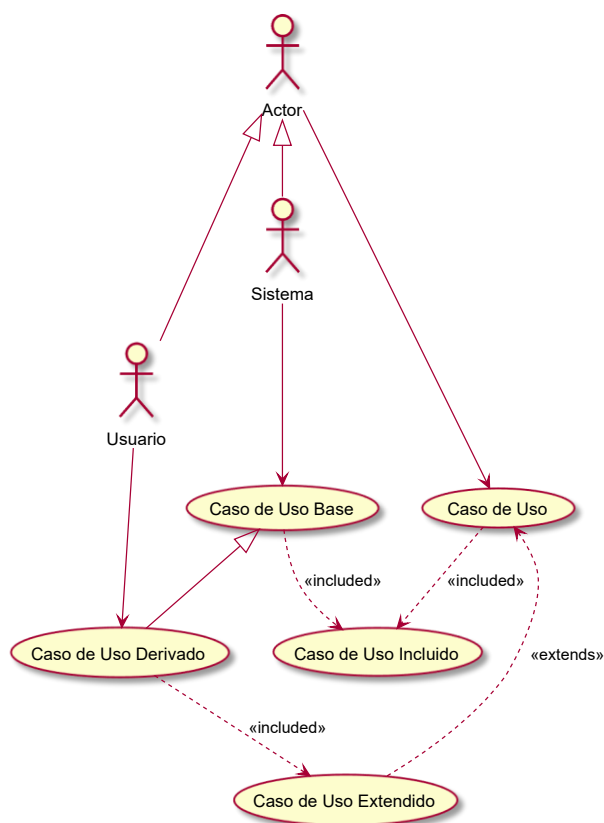 Actor
Sistema
Usuario
Caso de Uso Base
Caso de Uso
«included»
«included»
Caso de Uso Derivado
Caso de Uso Incluido
«extends»
«included»
Caso de Uso Extendido